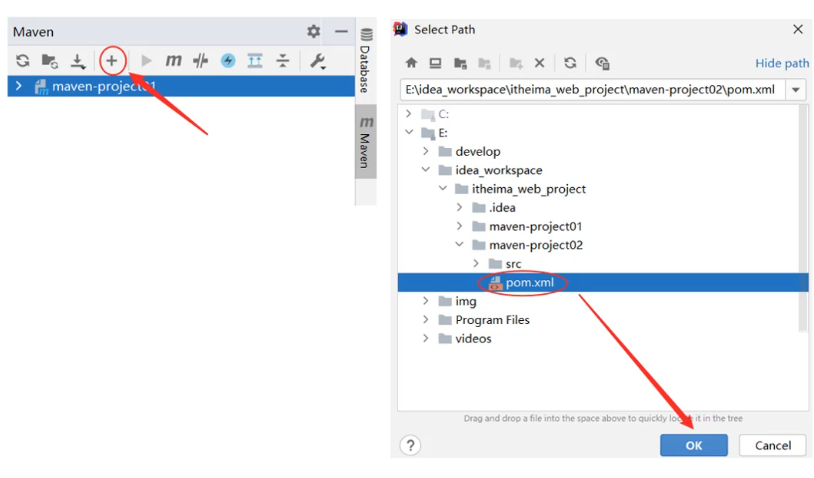 Maven
m
maven-project01
Database
m Maven
Select Path
Hide path
E:\idea_workspace\itheima_web_project\maven-project02\pom.xml
C:
E:
develop
idea_workspace
itheima_web_project
.idea
maven-project01
maven-project02
src
pom.xml
img
Program Files
videos
Drag and drop a file into the space above to quickly locate it in the tree
?
OK
Cancel